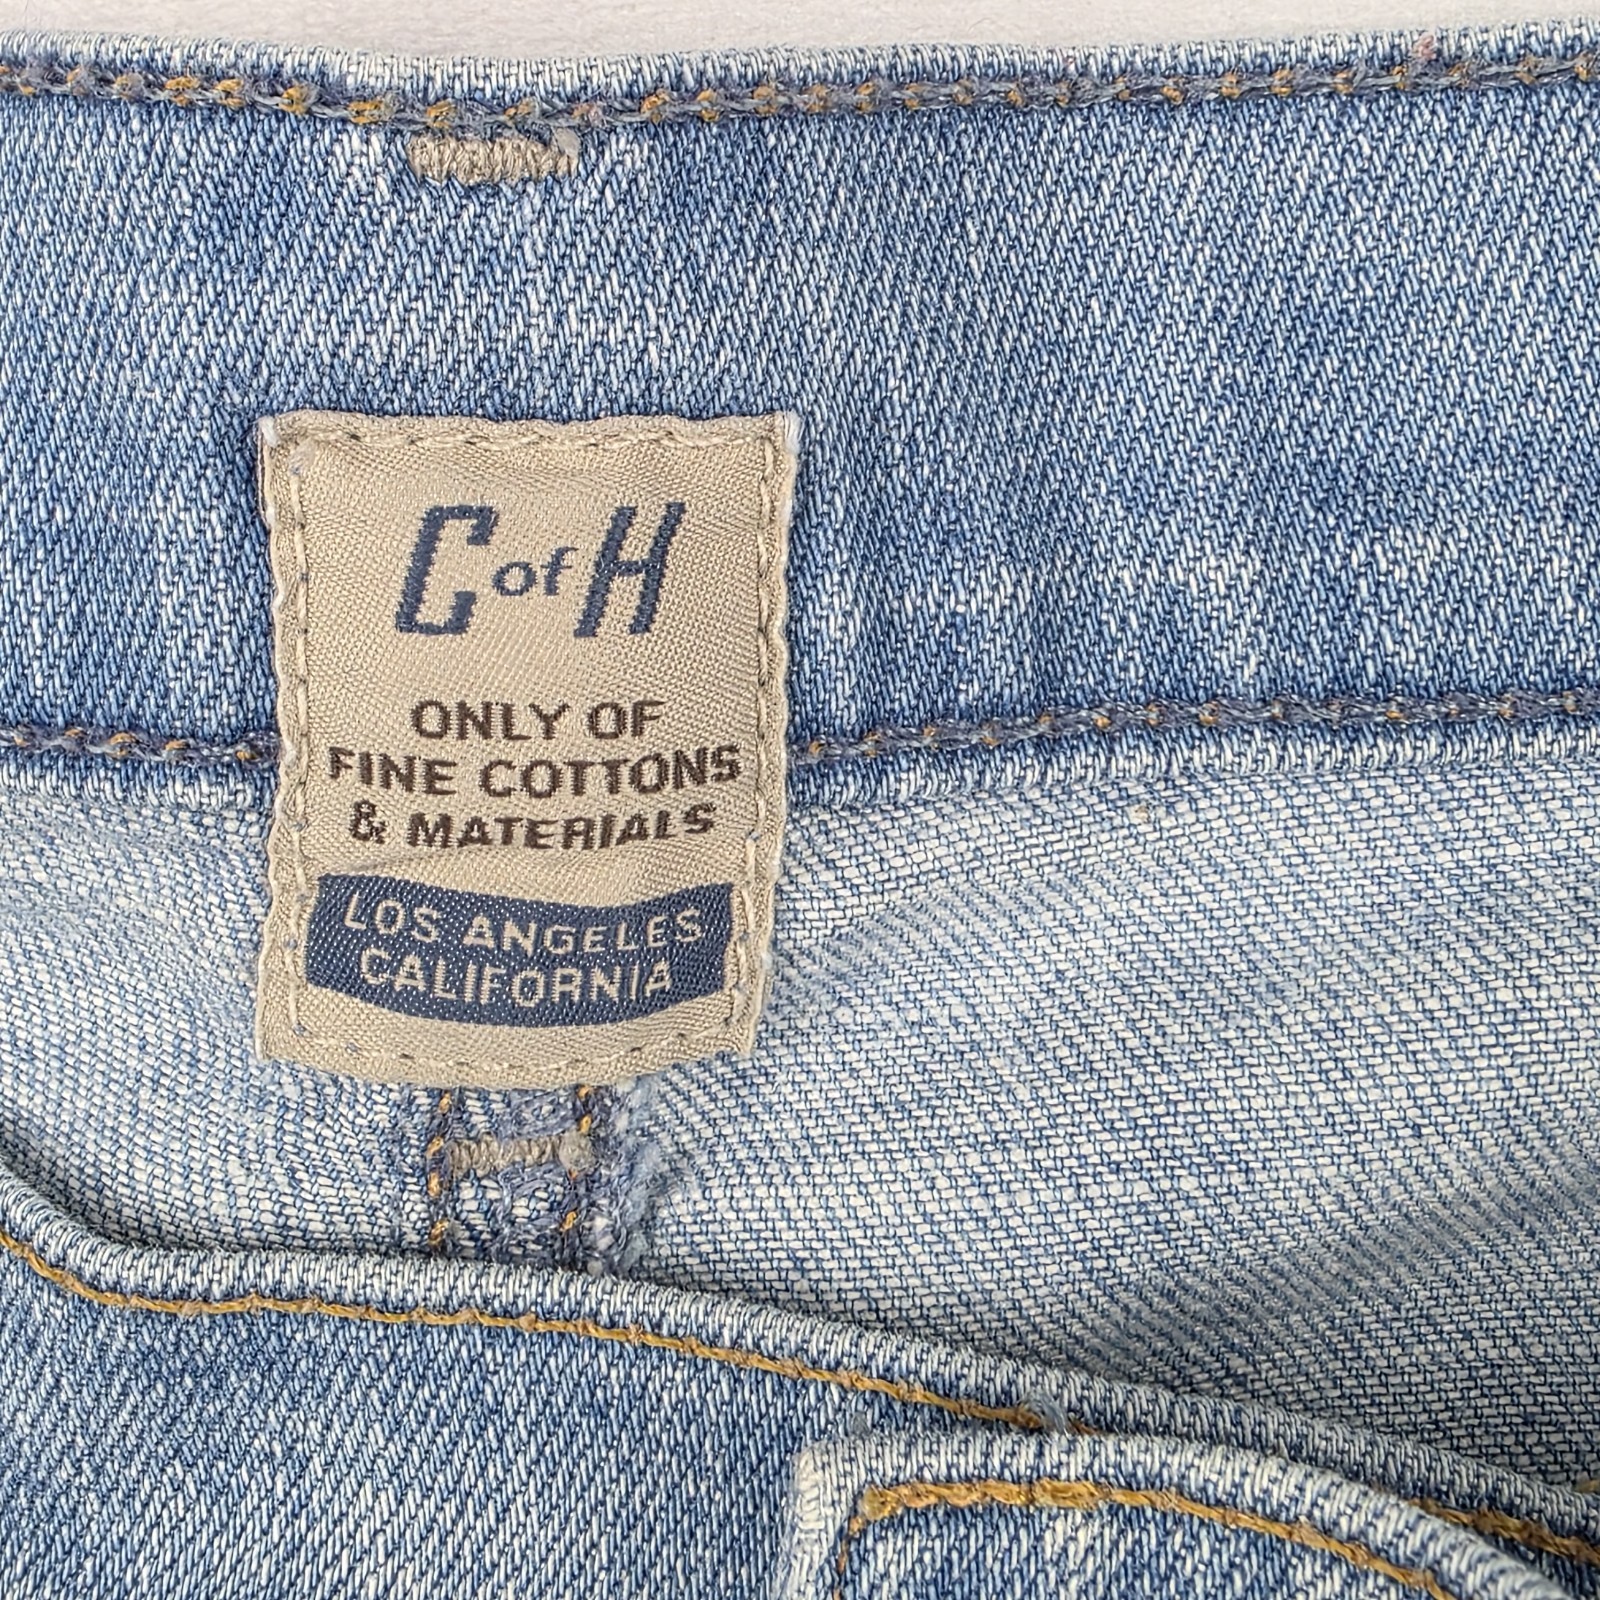 C of H
ONLY OF
FINE COTTONS
& MATERIALS
LOS ANGELES
CALIFORNIA